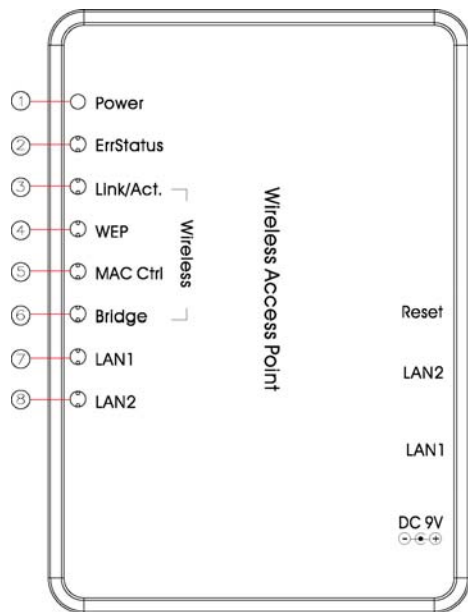 1 Power
2 ErrStatus
3 Link/Act.
4 WEP
5 MAC Ctrl
6 Bridge
7 LAN1
8 LAN2
Wireless
Wireless Access Point
Reset
LAN2
LAN1
DC 9V